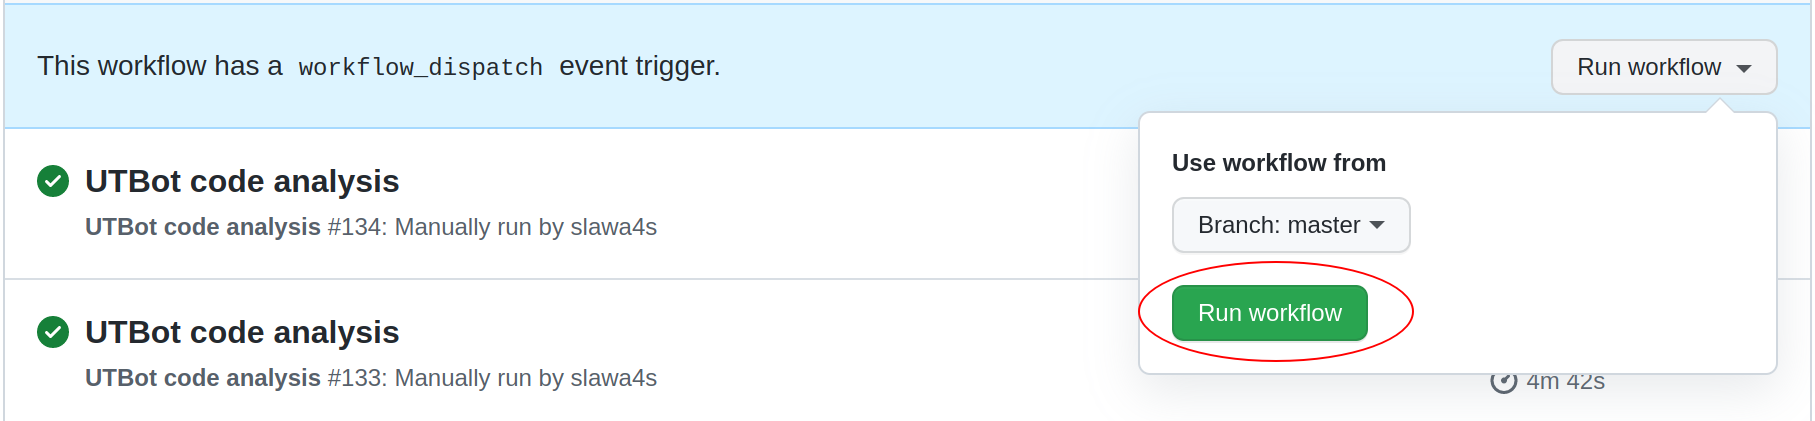 This workflow has a workflow_dispatch event trigger.
Run workflow
Use workflow from
Branch: master
Run workflow
UTBot code analysis
UTBot code analysis #134: Manually run by slawa4s
UTBot code analysis
UTBot code analysis #133: Manually run by slawa4s
4m 42s